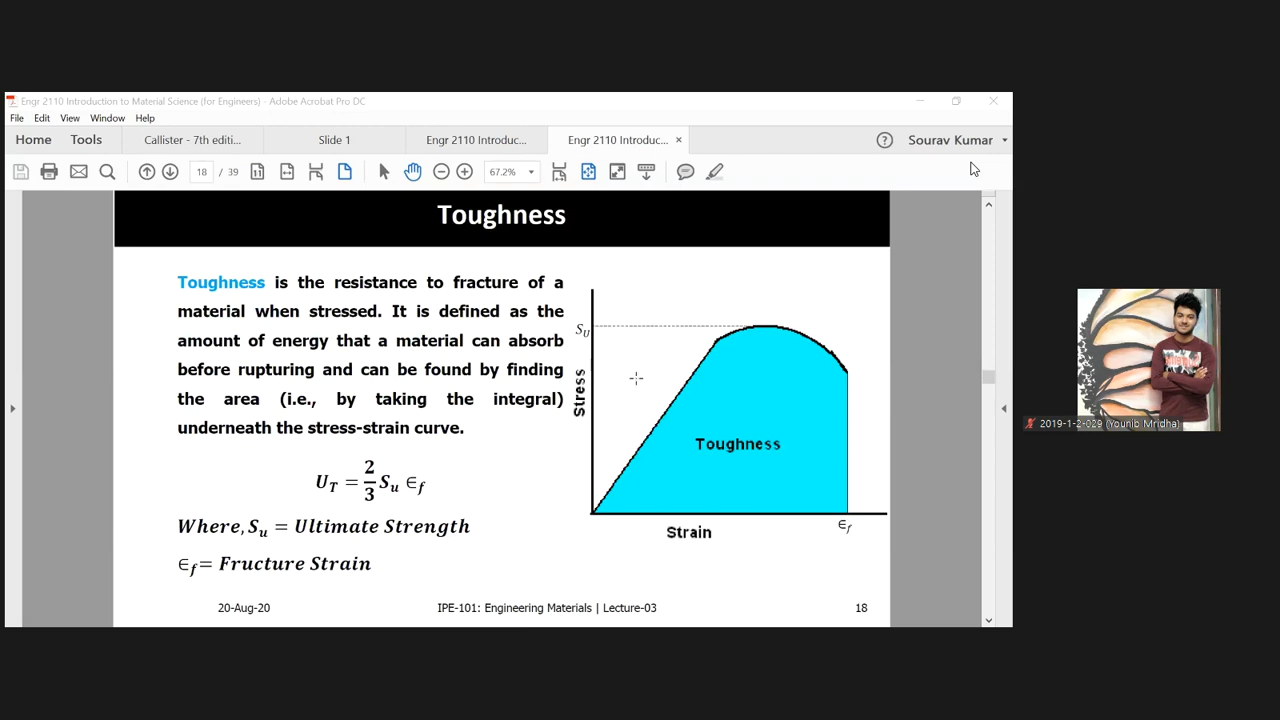 Engr 2110 Introduction to Material Science (for Engineers) - Adobe Acrobat Pro DC
File Edit View Window Help
Home Tools Callister - 7th editi... Slide 1 Engr 2110 Introduc... Engr 2110 Introduc... × Sourav Kumar
18 / 39 67.2%
Toughness
Toughness is the resistance to fracture of a
material when stressed. It is defined as the
amount of energy that a material can absorb
before rupturing and can be found by finding
the area (i.e., by taking the integral)
underneath the stress-strain curve.
U_T = 2/3 S_u ∈_f
Where, S_u = Ultimate Strength
∈_f = Fructure Strain
S_U
Stress
Toughness
Strain
∈_f
20-Aug-20 IPE-101: Engineering Materials | Lecture-03 18
2019-1-2-029 (Younib Mridha)